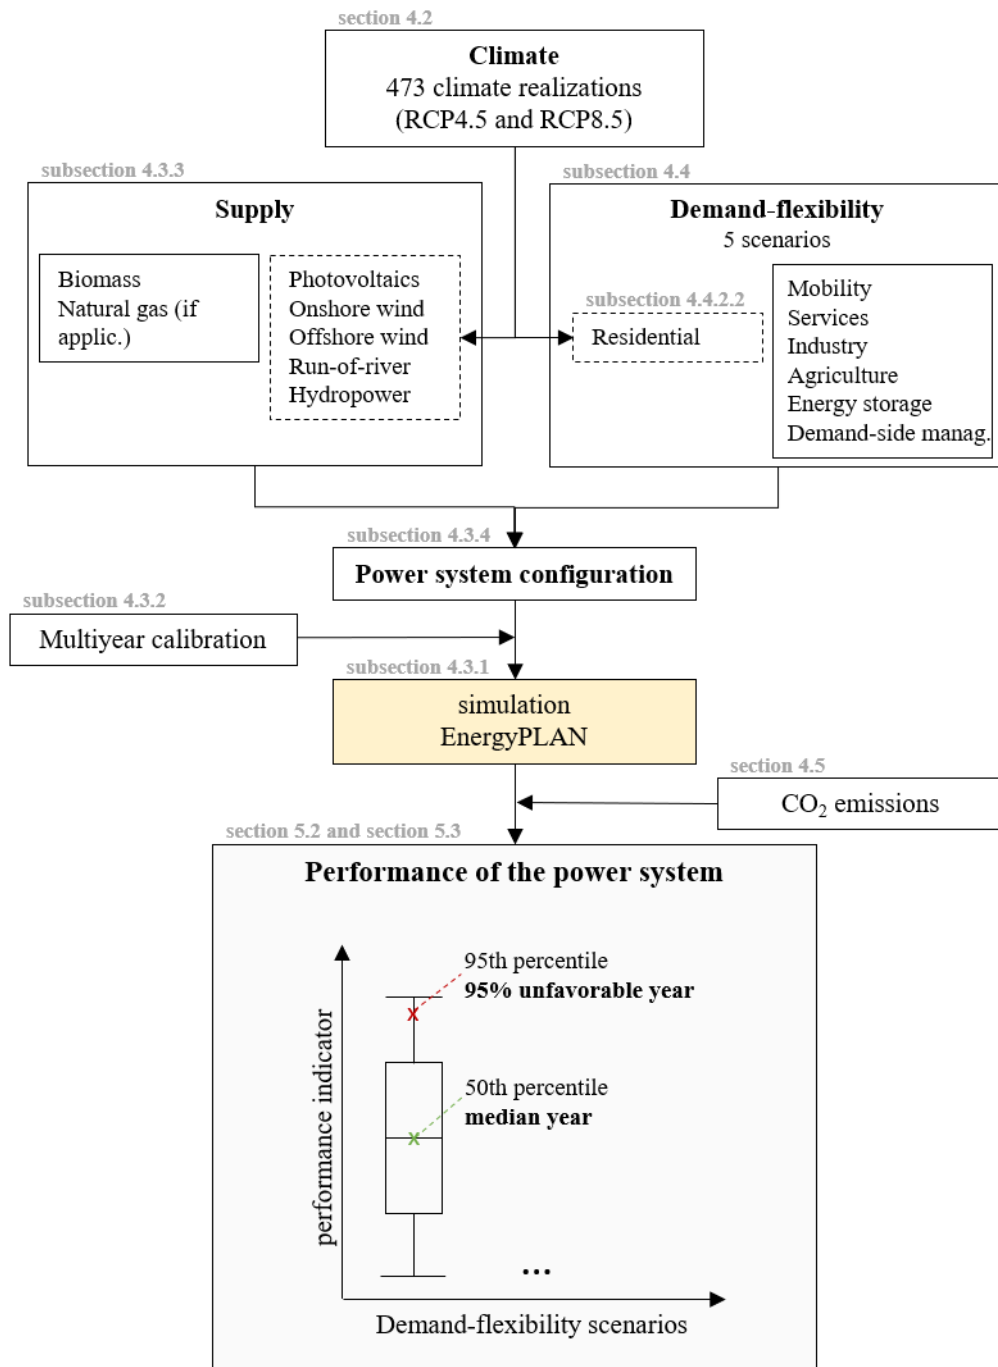 section 4.2
Climate
473 climate realizations
(RCP4.5 and RCP8.5)
subsection 4.3.3
Supply
Biomass
Natural gas (if
applic.)
Photovoltaics
Onshore wind
Offshore wind
Run-of-river
Hydropower
subsection 4.4
Demand-flexibility
5 scenarios
subsection 4.4.2.2
Residential
Mobility
Services
Industry
Agriculture
Energy storage
Demand-side manag.
subsection 4.3.4
Power system configuration
subsection 4.3.2
Multiyear calibration
subsection 4.3.1
simulation
EnergyPLAN
section 4.5
CO₂ emissions
section 5.2 and section 5.3
Performance of the power system
performance indicator
95th percentile
95% unfavorable year
x
50th percentile
median year
x
...
Demand-flexibility scenarios